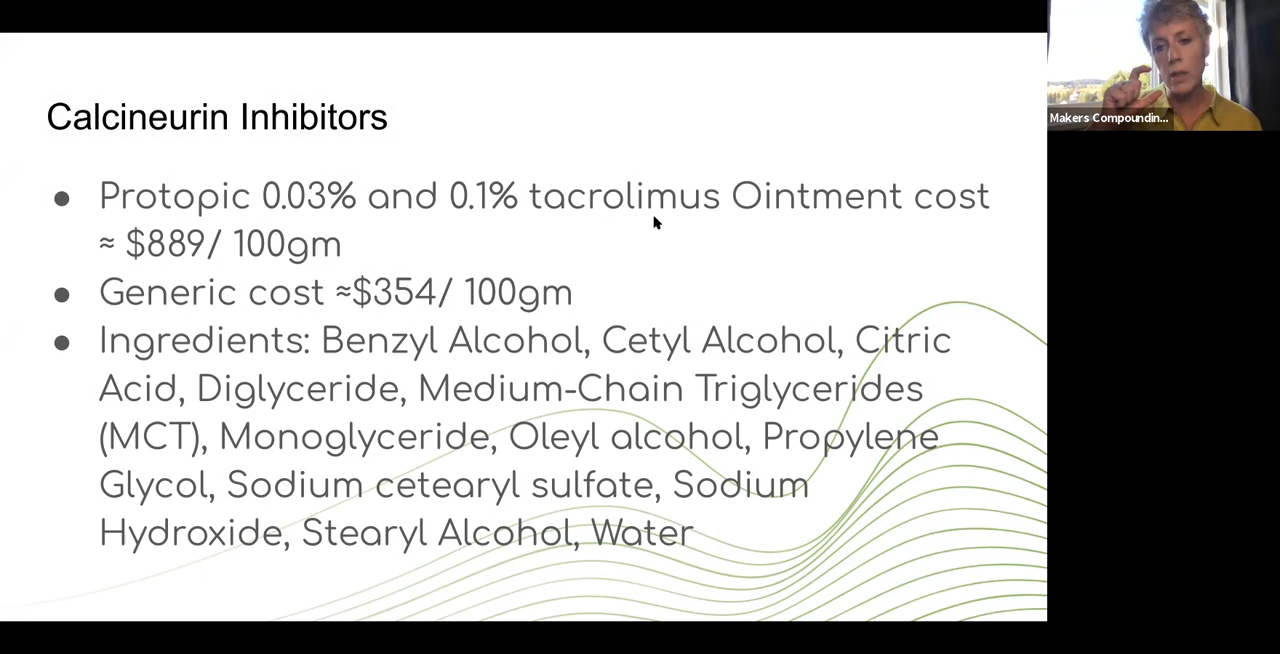 Calcineurin Inhibitors
● Protopic 0.03% and 0.1% tacrolimus Ointment cost
≈ $889/ 100gm
● Generic cost ≈$354/ 100gm
● Ingredients: Benzyl Alcohol, Cetyl Alcohol, Citric
Acid, Diglyceride, Medium-Chain Triglycerides
(MCT), Monoglyceride, Oleyl alcohol, Propylene
Glycol, Sodium cetearyl sulfate, Sodium
Hydroxide, Stearyl Alcohol, Water
Makers Compoundin...